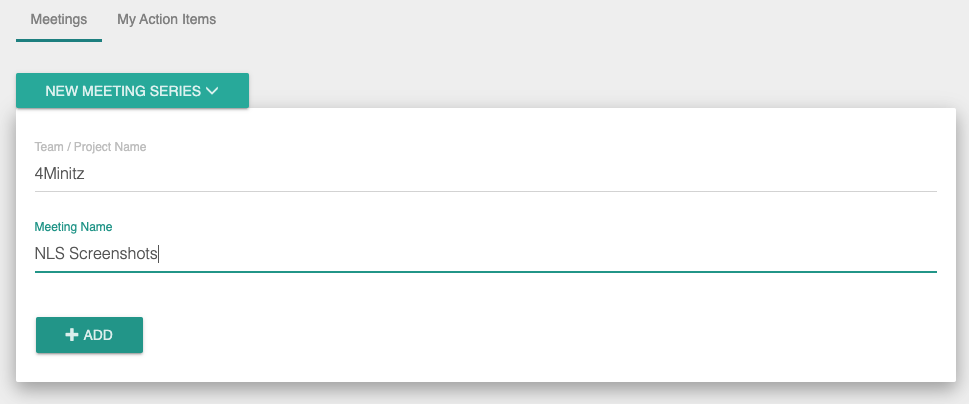 Meetings My Action Items
NEW MEETING SERIES
Team / Project Name
4Minitz
Meeting Name
NLS Screenshots
ADD